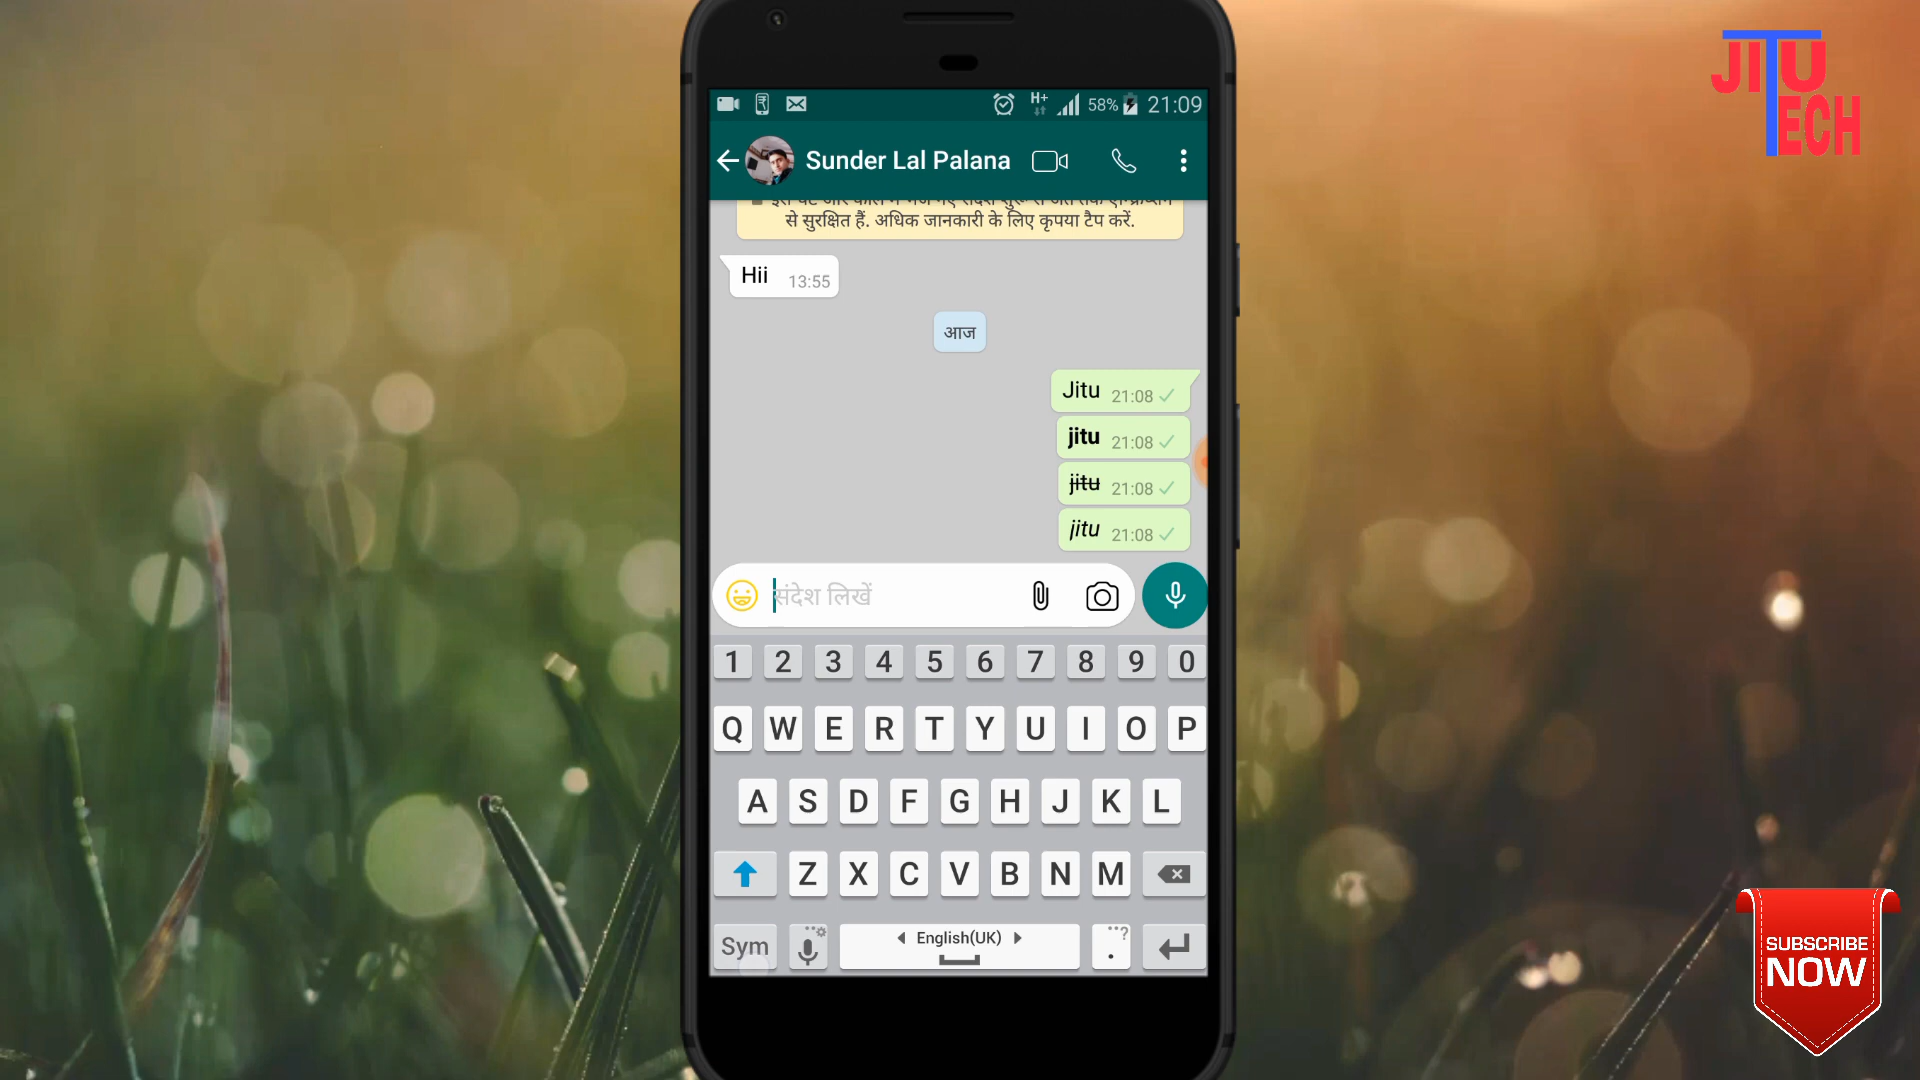 JITU
TECH
H+ 58% 21:09
Sunder Lal Palana
से सुरक्षित हैं. अधिक जानकारी के लिए कृपया टैप करें.
Hii 13:55
आज
Jitu 21:08
jitu 21:08
jitu 21:08
jitu 21:08
संदेश लिखें
1 2 3 4 5 6 7 8 9 0
Q W E R T Y U I O P
A S D F G H J K L
Z X C V B N M
Sym English(UK) . ?
SUBSCRIBE
NOW